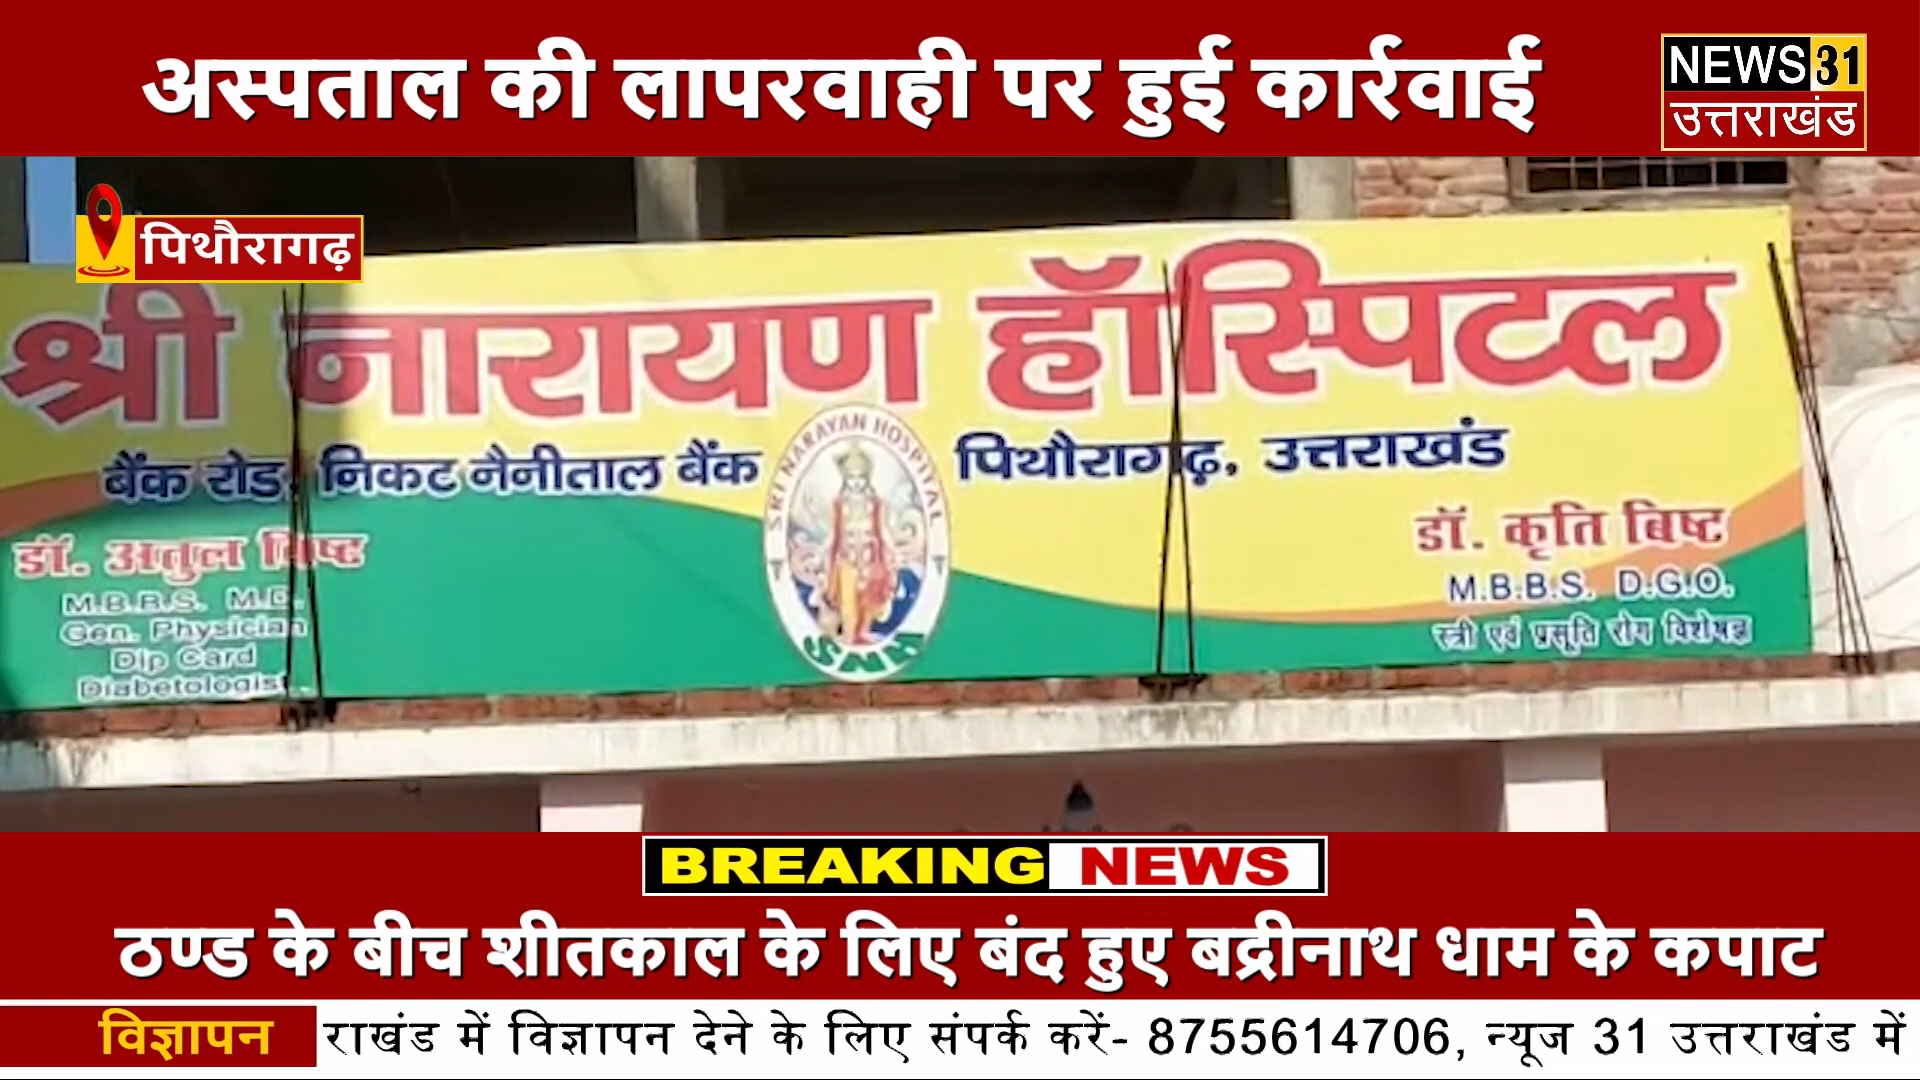 अस्पताल की लापरवाही पर हुई कार्रवाई
NEWS 31
उत्तराखंड
पिथौरागढ़
श्री नारायण हॉस्पिटल
बैंक रोड, निकट नैनीताल बैंक पिथौरागढ़, उत्तराखंड
SRI NARAYAN HOSPITAL
SNH
डॉ. अतुल बिष्ट
M.B.B.S. M.D.
Gen. Physician
Dip Card
Diabetologist
डॉ. कृति बिष्ट
M.B.B.S. D.G.O.
स्त्री एवं प्रसूति रोग विशेषज्ञ
BREAKING NEWS
ठण्ड के बीच शीतकाल के लिए बंद हुए बद्रीनाथ धाम के कपाट
विज्ञापन राखंड में विज्ञापन देने के लिए संपर्क करें- 8755614706, न्यूज 31 उत्तराखंड में